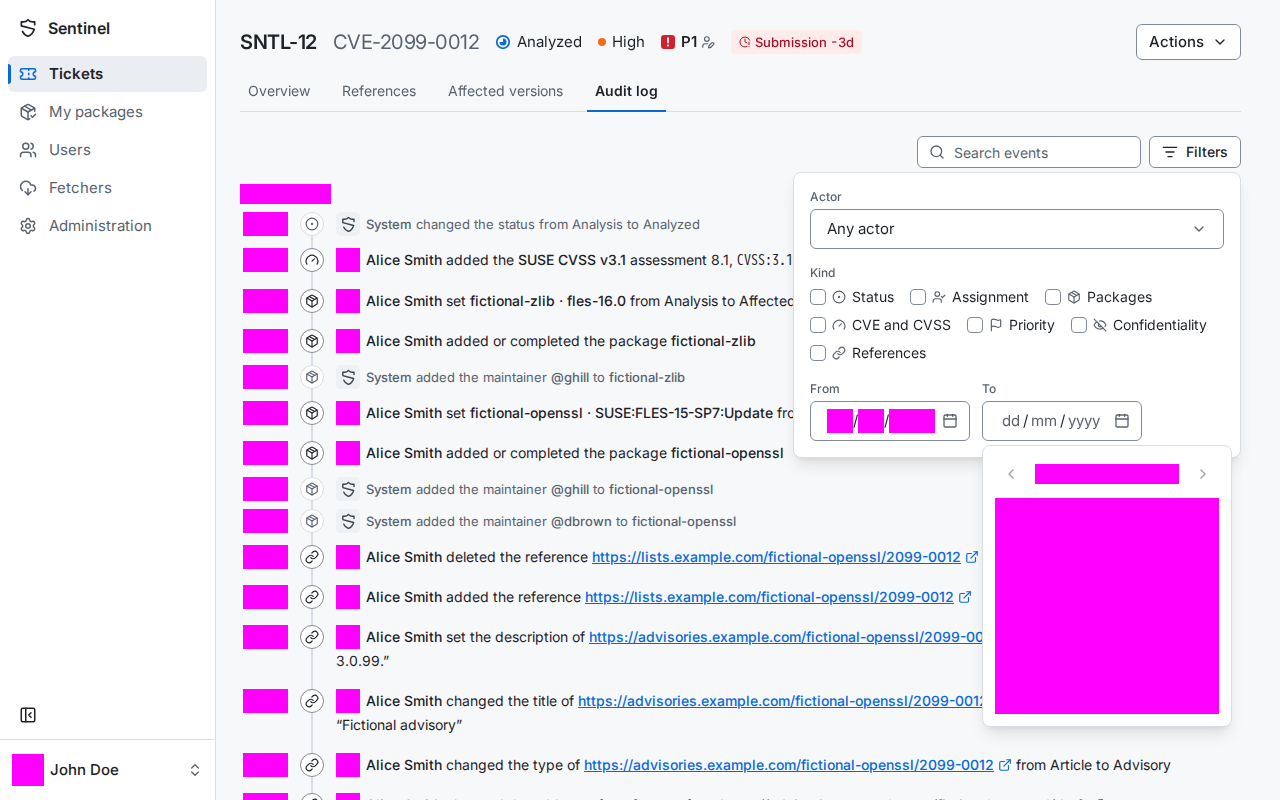 Sentinel
Tickets
My packages
Users
Fetchers
Administration
John Doe
SNTL-12 CVE-2099-0012 Analyzed High P1 Submission -3d
Actions
Overview References Affected versions Audit log
Search events
Filters
System changed the status from Analysis to Analyzed
Alice Smith added the SUSE CVSS v3.1 assessment 8.1, CVSS:3.1
Alice Smith set fictional-zlib · fles-16.0 from Analysis to Affected
Alice Smith added or completed the package fictional-zlib
System added the maintainer @ghill to fictional-zlib
Alice Smith set fictional-openssl · SUSE:FLES-15-SP7:Update
Alice Smith added or completed the package fictional-openssl
System added the maintainer @ghill to fictional-openssl
System added the maintainer @dbrown to fictional-openssl
Alice Smith deleted the reference https://lists.example.com/fictional-openssl/2099-0012
Alice Smith added the reference https://lists.example.com/fictional-openssl/2099-0012
Alice Smith set the description of https://advisories.example.com/fictional-openssl/2099-00
3.0.99.”
Alice Smith changed the title of https://advisories.example.com/fictional-openssl/2099-0012
“Fictional advisory”
Alice Smith changed the type of https://advisories.example.com/fictional-openssl/2099-0012 from Article to Advisory
Actor
Any actor
Kind
Status Assignment Packages
CVE and CVSS Priority Confidentiality
References
From To
/ / dd / mm / yyyy